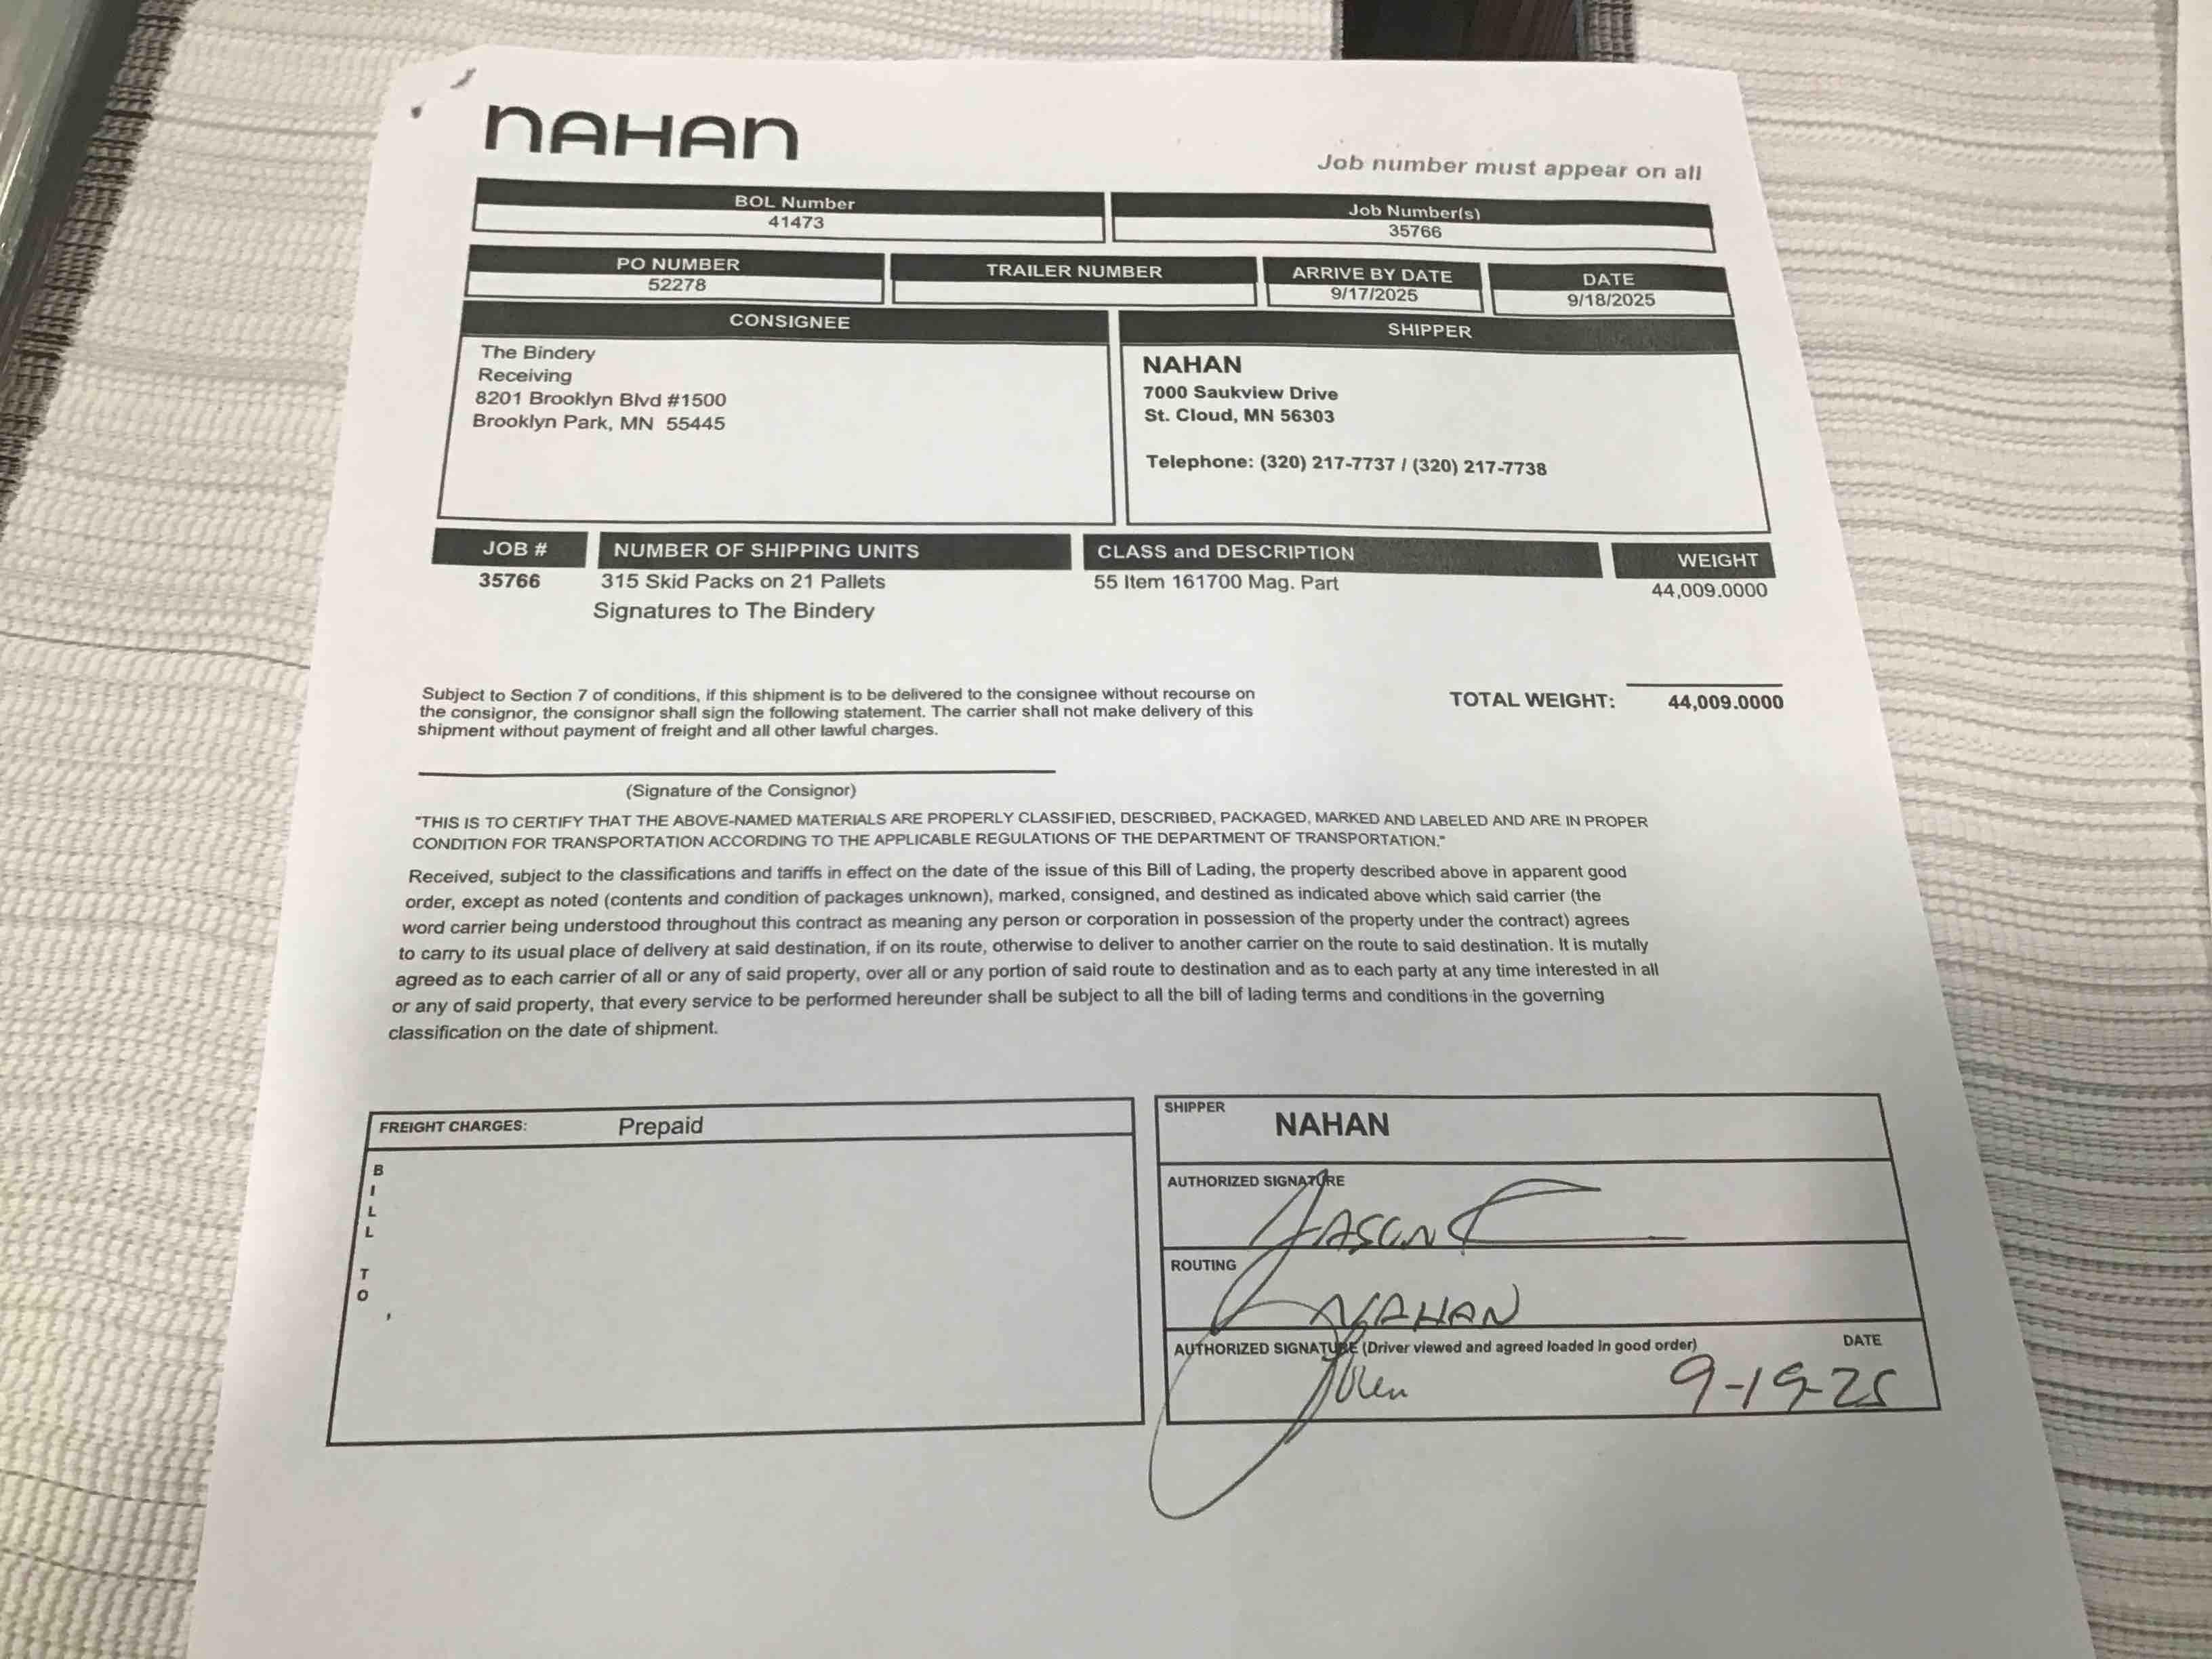 NAHAN
Job number must appear on all
BOL Number
41473
Job Number(s)
35766
PO NUMBER
52278
TRAILER NUMBER
ARRIVE BY DATE
9/17/2025
DATE
9/18/2025
CONSIGNEE
The Bindery
Receiving
8201 Brooklyn Blvd #1500
Brooklyn Park, MN 55445
SHIPPER
NAHAN
7000 Saukview Drive
St. Cloud, MN 56303
Telephone: (320) 217-7737 / (320) 217-7738
JOB # NUMBER OF SHIPPING UNITS CLASS and DESCRIPTION WEIGHT
35766 315 Skid Packs on 21 Pallets 55 Item 161700 Mag. Part 44,009.0000
Signatures to The Bindery
Subject to Section 7 of conditions, if this shipment is to be delivered to the consignee without recourse on
the consignor, the consignor shall sign the following statement. The carrier shall not make delivery of this
shipment without payment of freight and all other lawful charges.
TOTAL WEIGHT: 44,009.0000
(Signature of the Consignor)
"THIS IS TO CERTIFY THAT THE ABOVE-NAMED MATERIALS ARE PROPERLY CLASSIFIED, DESCRIBED, PACKAGED, MARKED AND LABELED AND ARE IN PROPER
CONDITION FOR TRANSPORTATION ACCORDING TO THE APPLICABLE REGULATIONS OF THE DEPARTMENT OF TRANSPORTATION."
Received, subject to the classifications and tariffs in effect on the date of the issue of this Bill of Lading, the property described above in apparent good
order, except as noted (contents and condition of packages unknown), marked, consigned, and destined as indicated above which said carrier (the
word carrier being understood throughout this contract as meaning any person or corporation in possession of the property under the contract) agrees
to carry to its usual place of delivery at said destination, if on its route, otherwise to deliver to another carrier on the route to said destination. It is mutally
agreed as to each carrier of all or any of said property, over all or any portion of said route to destination and as to each party at any time interested in all
or any of said property, that every service to be performed hereunder shall be subject to all the bill of lading terms and conditions in the governing
classification on the date of shipment.
FREIGHT CHARGES: Prepaid
BILL TO
,
SHIPPER
NAHAN
AUTHORIZED SIGNATURE
JASON
ROUTING
NAHAN
AUTHORIZED SIGNATURE (Driver viewed and agreed loaded in good order) DATE
9-19-25